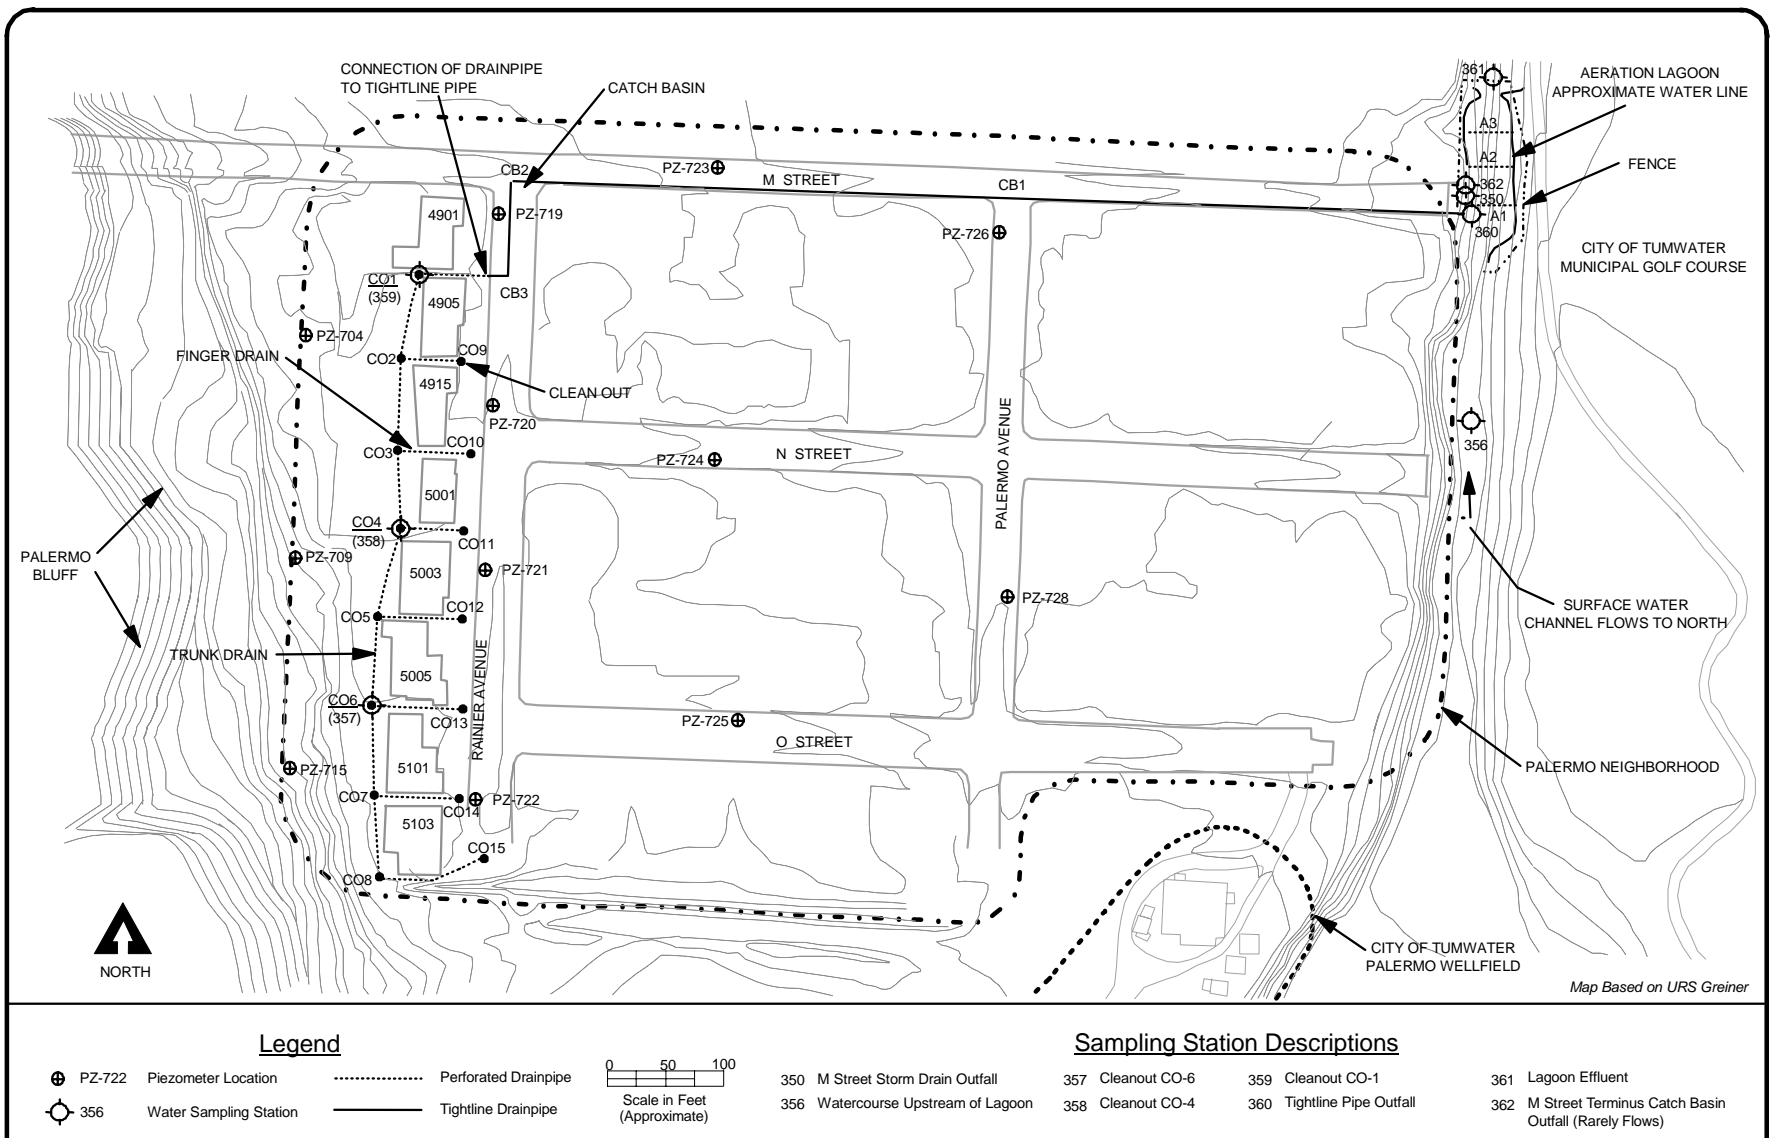 CONNECTION OF DRAINPIPE
TO TIGHTLINE PIPE
CATCH BASIN
361
AERATION LAGOON
APPROXIMATE WATER LINE
A3
A2
FENCE
CB2
PZ-723
M STREET
CB1
362
350
A1
360
4901
PZ-719
PZ-726
CITY OF TUMWATER
MUNICIPAL GOLF COURSE
CO1
(359)
4905
CB3
PZ-704
FINGER DRAIN
CO2
CO9
4915
CLEAN OUT
PZ-720
CO10
CO3
PZ-724
N STREET
PALERMO AVENUE
356
5001
CO4
(358)
CO11
PALERMO
BLUFF
PZ-709
5003
PZ-721
CO5
CO12
PZ-728
SURFACE WATER
CHANNEL FLOWS TO NORTH
TRUNK DRAIN
5005
RAINIER AVENUE
CO6
(357)
CO13
PZ-725
O STREET
PZ-715
5101
PALERMO NEIGHBORHOOD
CO7
CO14
PZ-722
5103
CO15
CO8
NORTH
CITY OF TUMWATER
PALERMO WELLFIELD
Map Based on URS Greiner
Legend
PZ-722 Piezometer Location
356 Water Sampling Station
Perforated Drainpipe
Tightline Drainpipe
0 50 100
Scale in Feet
(Approximate)
Sampling Station Descriptions
350 M Street Storm Drain Outfall
356 Watercourse Upstream of Lagoon
357 Cleanout CO-6
358 Cleanout CO-4
359 Cleanout CO-1
360 Tightline Pipe Outfall
361 Lagoon Effluent
362 M Street Terminus Catch Basin
Outfall (Rarely Flows)